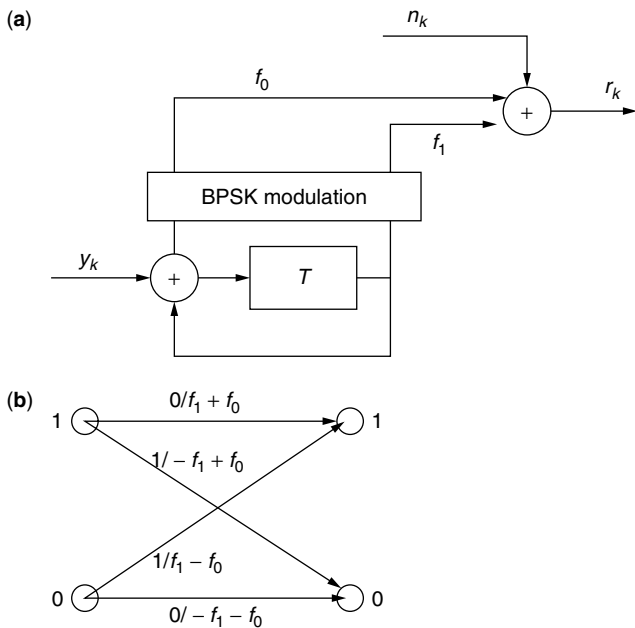 (a)
n_k
f_0
r_k
+
f_1
BPSK modulation
y_k
+
T
(b)
0/f_1 + f_0
1
1
1/ − f_1 + f_0
1/f_1 − f_0
0
0
0/ − f_1 − f_0